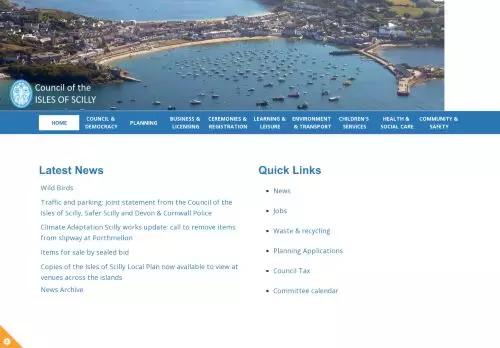 Council of the
ISLES OF SCILLY
HOME
COUNCIL &
DEMOCRACY
PLANNING
BUSINESS &
LICENSING
CEREMONIES &
REGISTRATION
LEARNING &
LEISURE
ENVIRONMENT
& TRANSPORT
CHILDREN'S
SERVICES
HEALTH &
SOCIAL CARE
COMMUNITY &
SAFETY
Latest News
Wild Birds
Traffic and parking: joint statement from the Council of the
Isles of Scilly, Safer Scilly and Devon & Cornwall Police
Climate Adaptation Scilly works update: call to remove items
from slipway at Porthmellon
Items for sale by sealed bid
Copies of the Isles of Scilly Local Plan now available to view at
venues across the islands
News Archive
Quick Links
News
Jobs
Waste & recycling
Planning Applications
Council Tax
Committee calendar